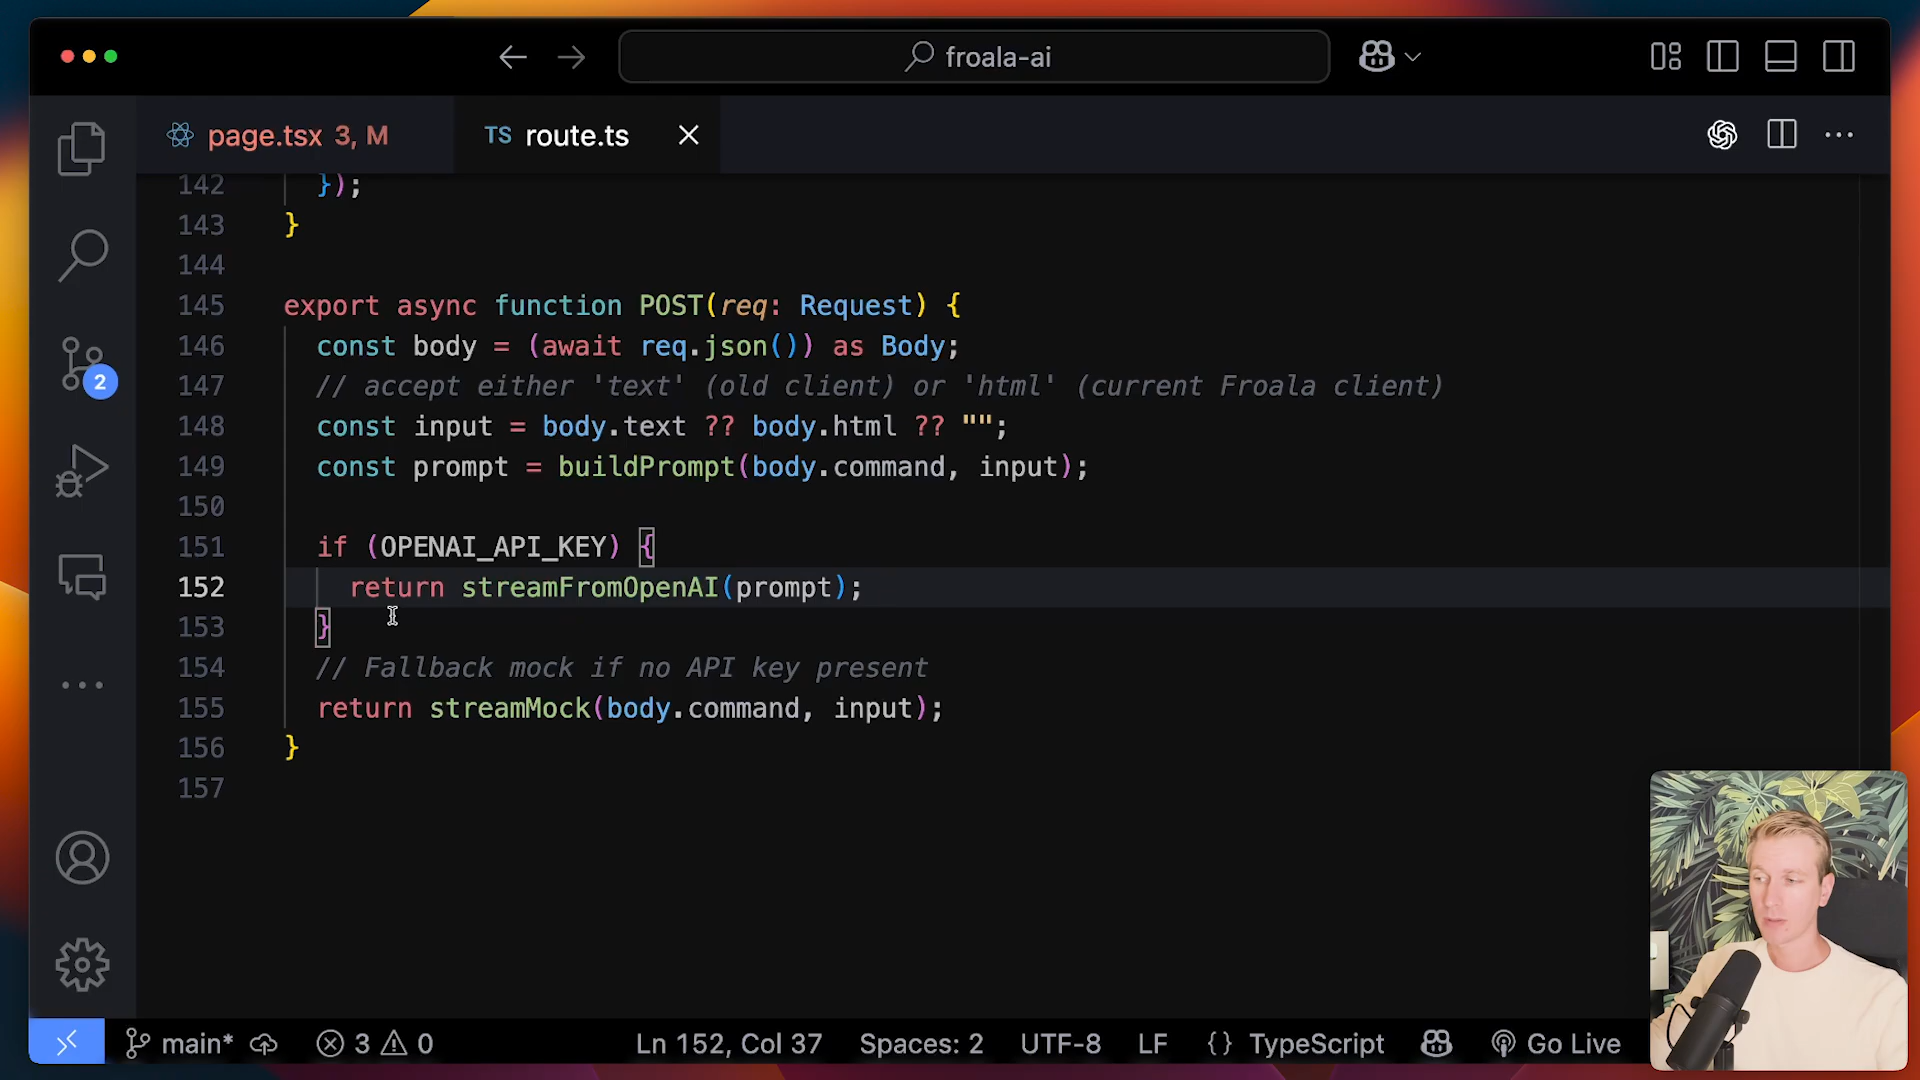 froala-ai
page.tsx 3, M
TS route.ts
142 });
143 }
144
145 export async function POST(req: Request) {
146 const body = (await req.json()) as Body;
147 // accept either 'text' (old client) or 'html' (current Froala client)
148 const input = body.text ?? body.html ?? "";
149 const prompt = buildPrompt(body.command, input);
150
151 if (OPENAI_API_KEY) {
152 return streamFromOpenAI(prompt);
153 }
154 // Fallback mock if no API key present
155 return streamMock(body.command, input);
156 }
157
2
main* 3 0 Ln 152, Col 37 Spaces: 2 UTF-8 LF {} TypeScript Go Live